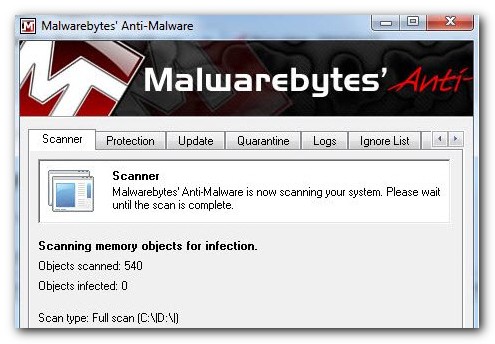 Malwarebytes' Anti-Malware
Malwarebytes' Anti-
Scanner Protection Update Quarantine Logs Ignore List
Scanner
Malwarebytes' Anti-Malware is now scanning your system. Please wait
until the scan is complete.
Scanning memory objects for infection.
Objects scanned: 540
Objects infected: 0
Scan type: Full scan (C:\|D:\|)